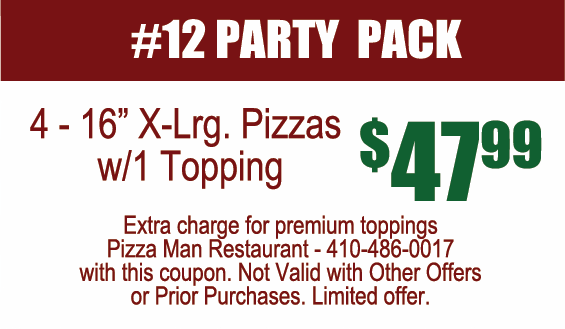 #12 PARTY PACK
4 - 16” X-Lrg. Pizzas
w/1 Topping
$4799
Extra charge for premium toppings
Pizza Man Restaurant - 410-486-0017
with this coupon. Not Valid with Other Offers
or Prior Purchases. Limited offer.